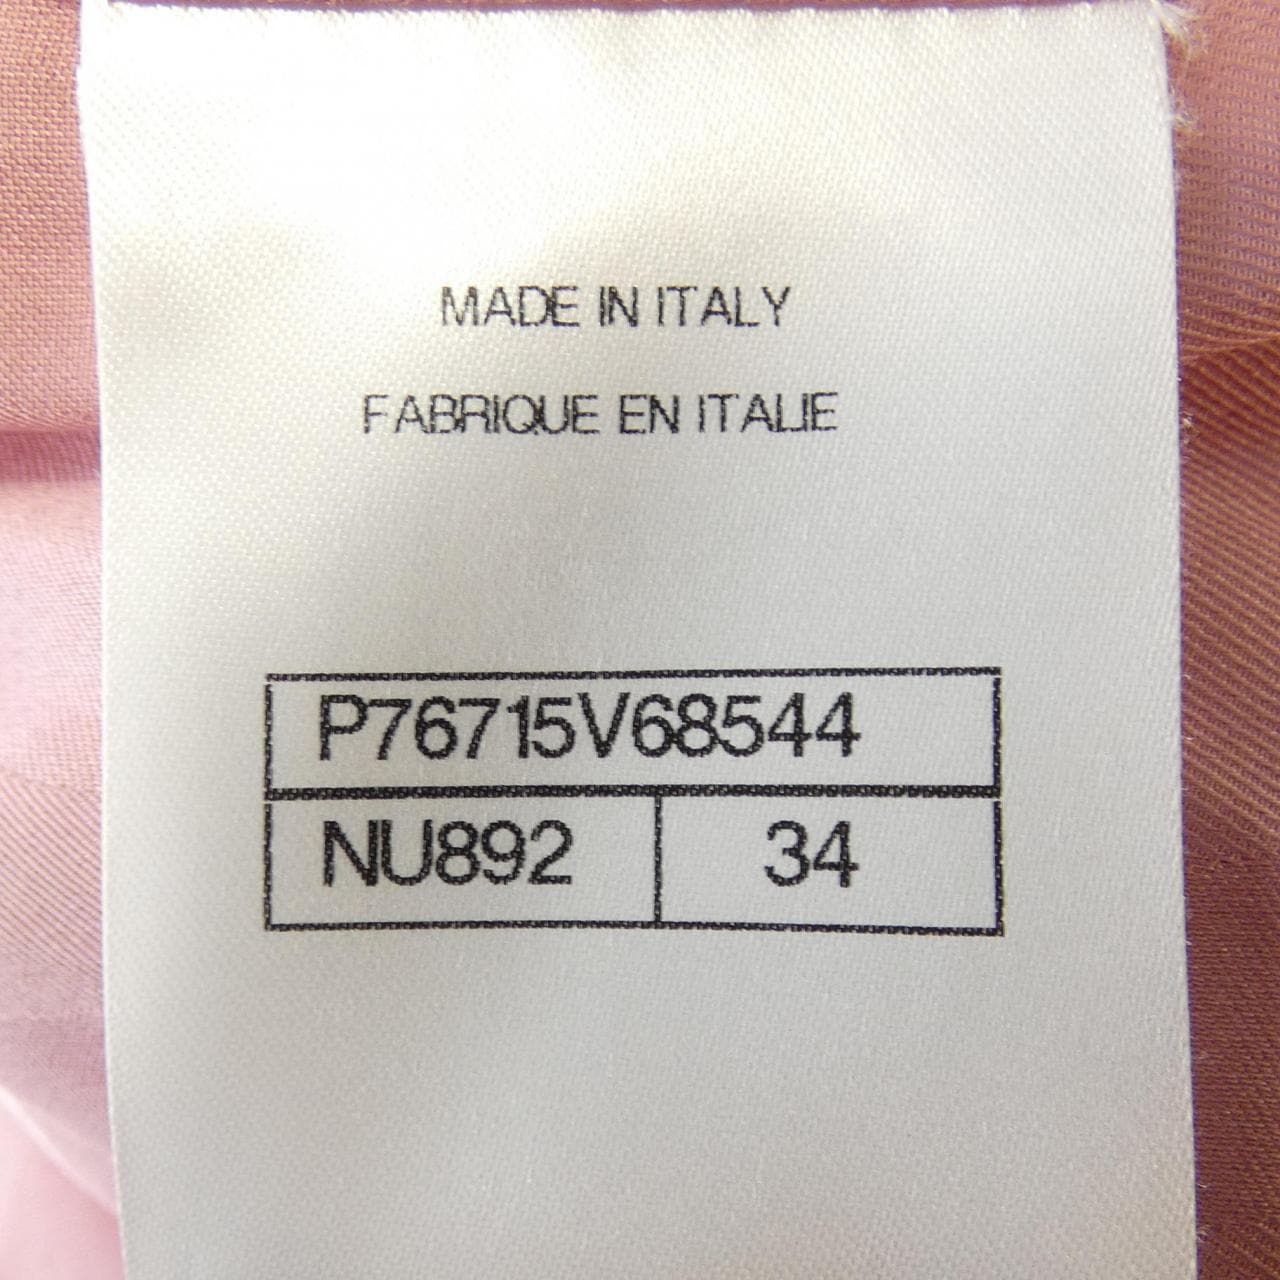 MADE IN ITALY
FABRIQUE EN ITALIE
P76715V68544
NU892 34